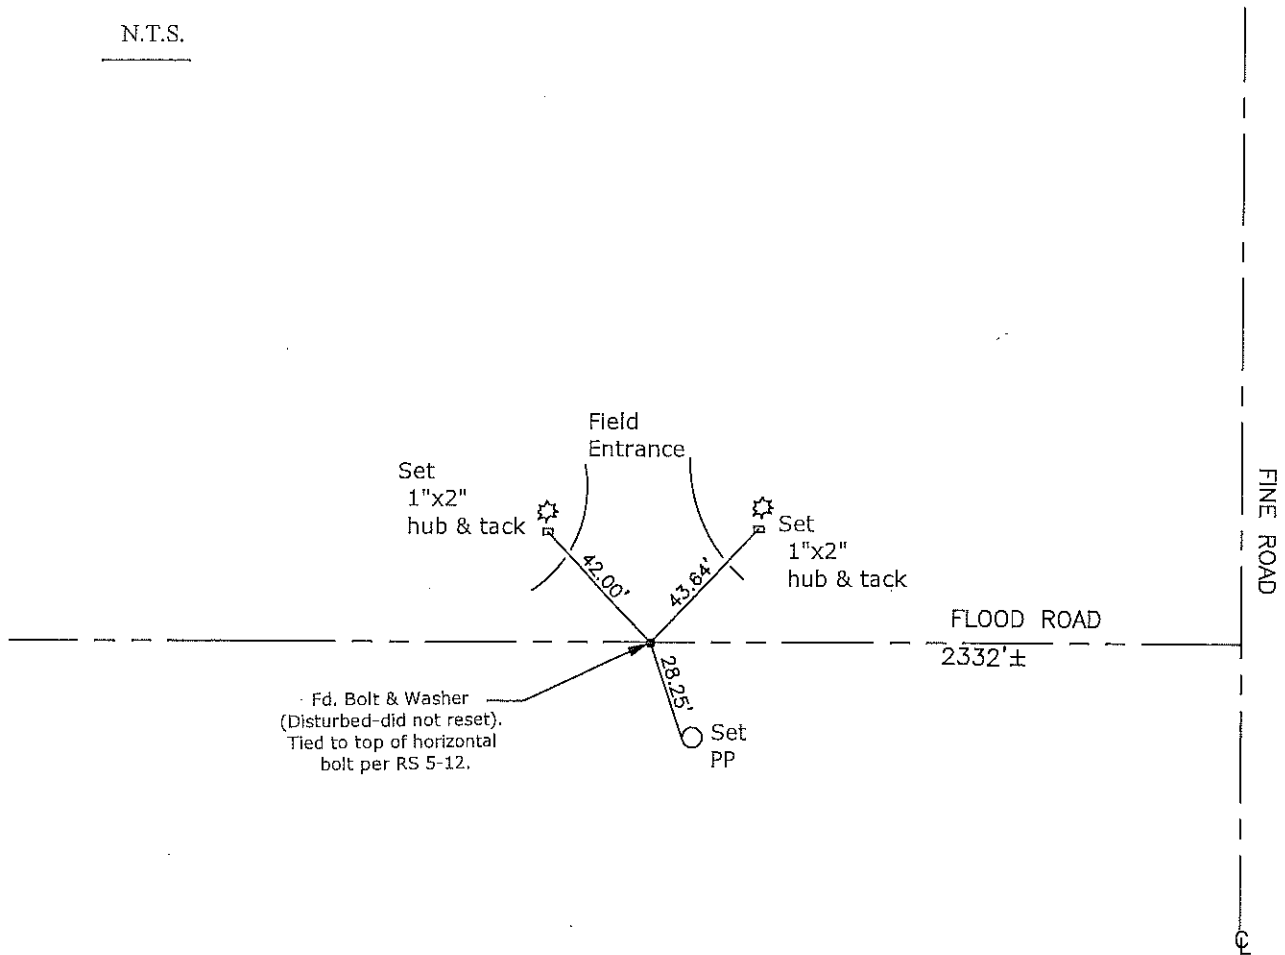 N.T.S.
Field
Entrance
Set
1"x2"
hub & tack
Set
1"x2"
hub & tack
42.00'
43.64'
FINE ROAD
FLOOD ROAD
2332'±
28.25'
Fd. Bolt & Washer
(Disturbed-did not reset).
Tied to top of horizontal
bolt per RS 5-12.
Set
PP
℄